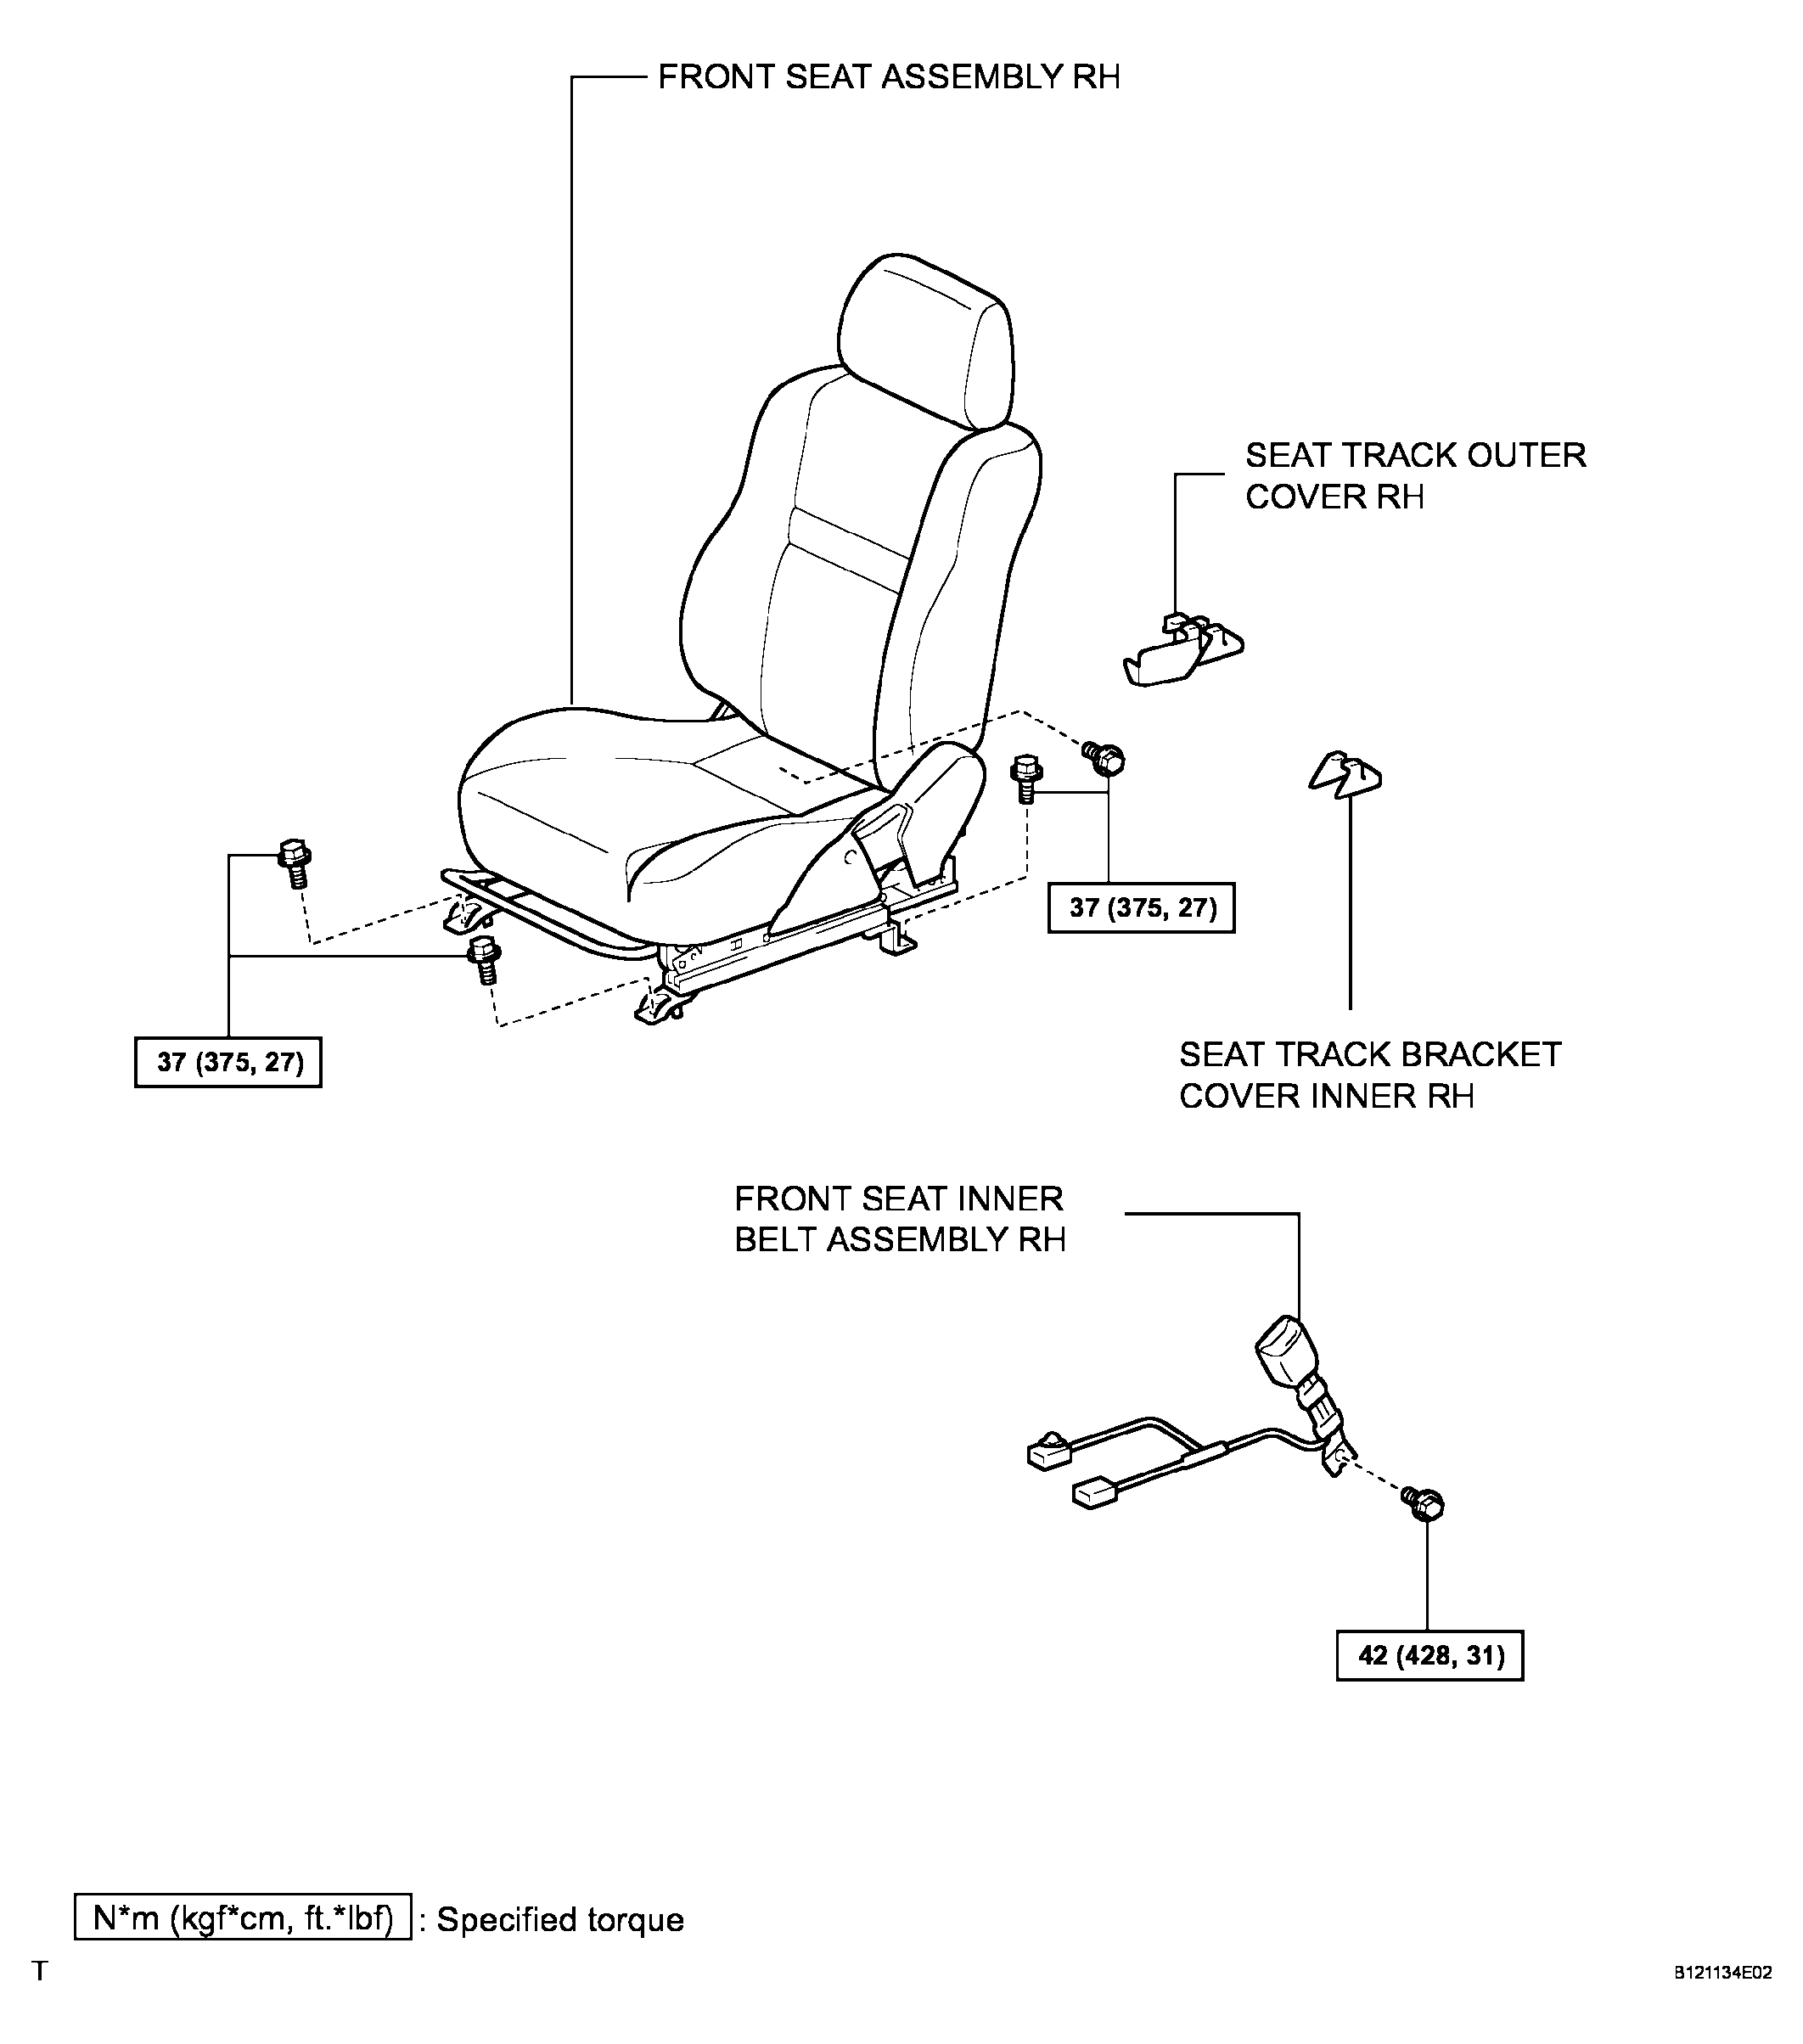 FRONT SEAT ASSEMBLY RH
SEAT TRACK OUTER
COVER RH
37 (375, 27)
37 (375, 27)
SEAT TRACK BRACKET
COVER INNER RH
FRONT SEAT INNER
BELT ASSEMBLY RH
42 (428, 31)
N*m (kgf*cm, ft.*lbf) : Specified torque
T
B121134E02